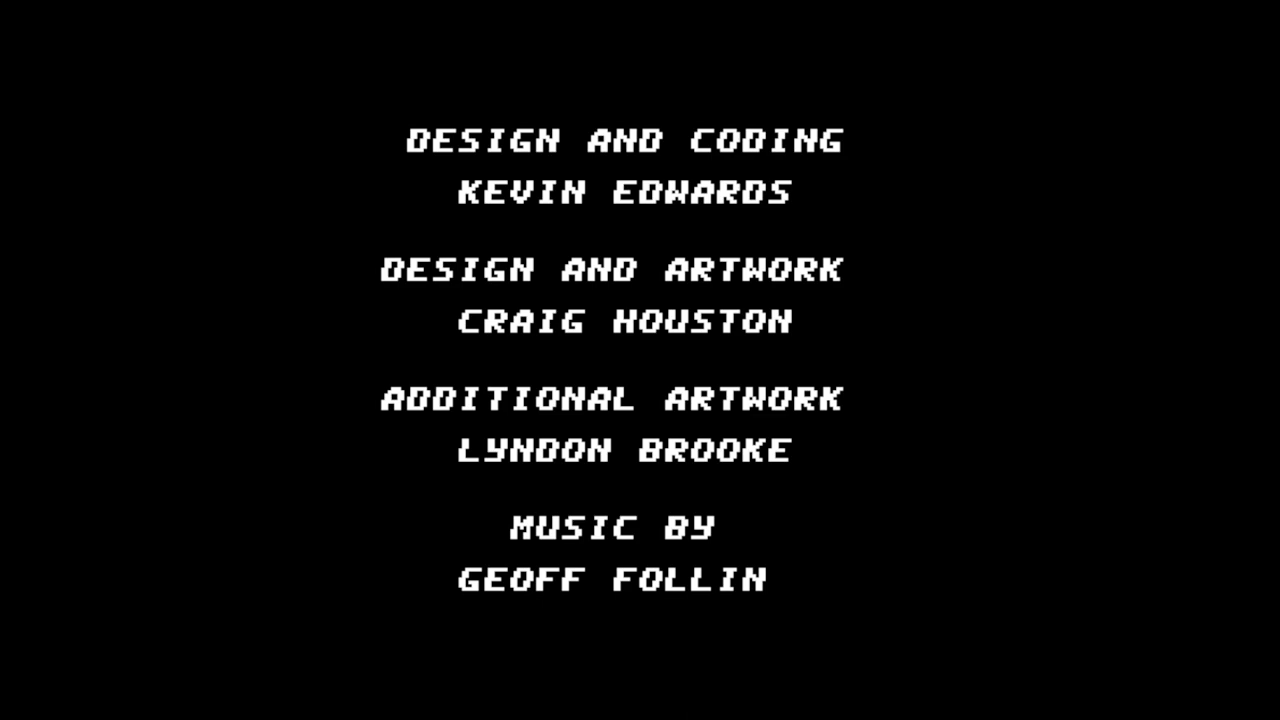 DESIGN AND CODING
KEVIN EDWARDS
DESIGN AND ARTWORK
CRAIG HOUSTON
ADDITIONAL ARTWORK
LYNDON BROOKE
MUSIC BY
GEOFF FOLLIN